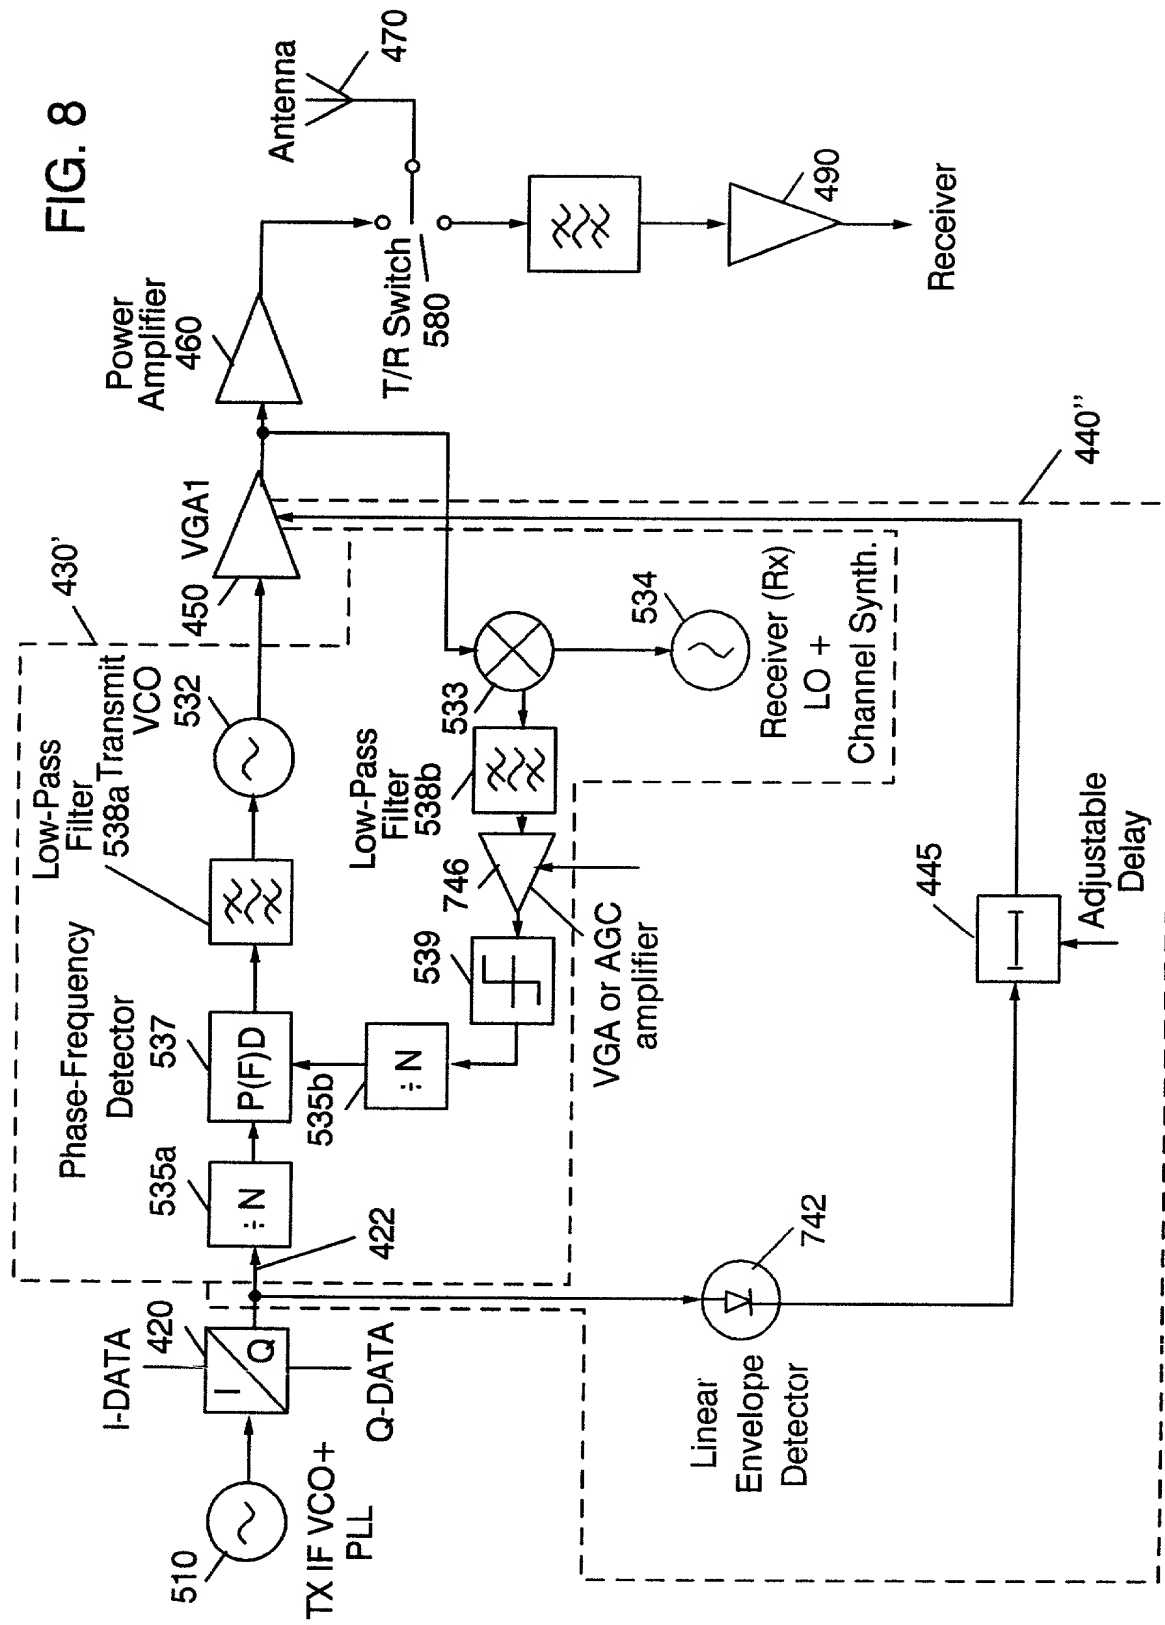 FIG. 8
I-DATA
420
I
Q
Q-DATA
510
TX IF VCO+
PLL
422
535a
÷N
Phase-Frequency
Detector
537
P(F)D
Low-Pass
Filter
538a
Transmit
VCO
532
430'
450
VGA1
Power
Amplifier
460
Antenna
470
T/R Switch
580
490
Receiver
535b
÷N
539
746
VGA or AGC
amplifier
Low-Pass
Filter
538b
533
534
Receiver (Rx)
LO +
Channel Synth.
440''
Linear
Envelope
Detector
742
445
Adjustable
Delay